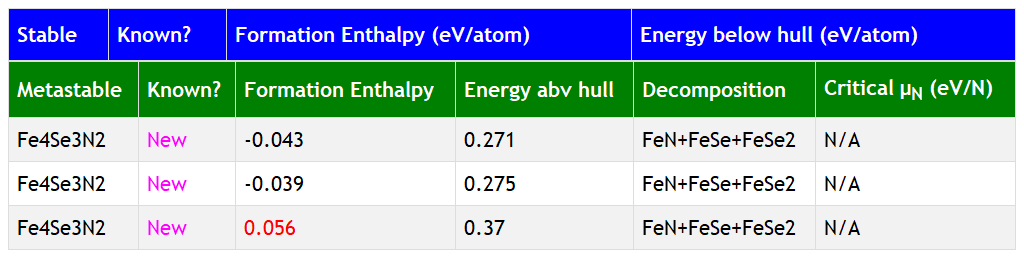 Stable Known? Formation Enthalpy (eV/atom) Energy below hull (eV/atom)
Metastable Known? Formation Enthalpy Energy abv hull Decomposition Critical μN (eV/N)
Fe4Se3N2 New -0.043 0.271 FeN+FeSe+FeSe2 N/A
Fe4Se3N2 New -0.039 0.275 FeN+FeSe+FeSe2 N/A
Fe4Se3N2 New 0.056 0.37 FeN+FeSe+FeSe2 N/A